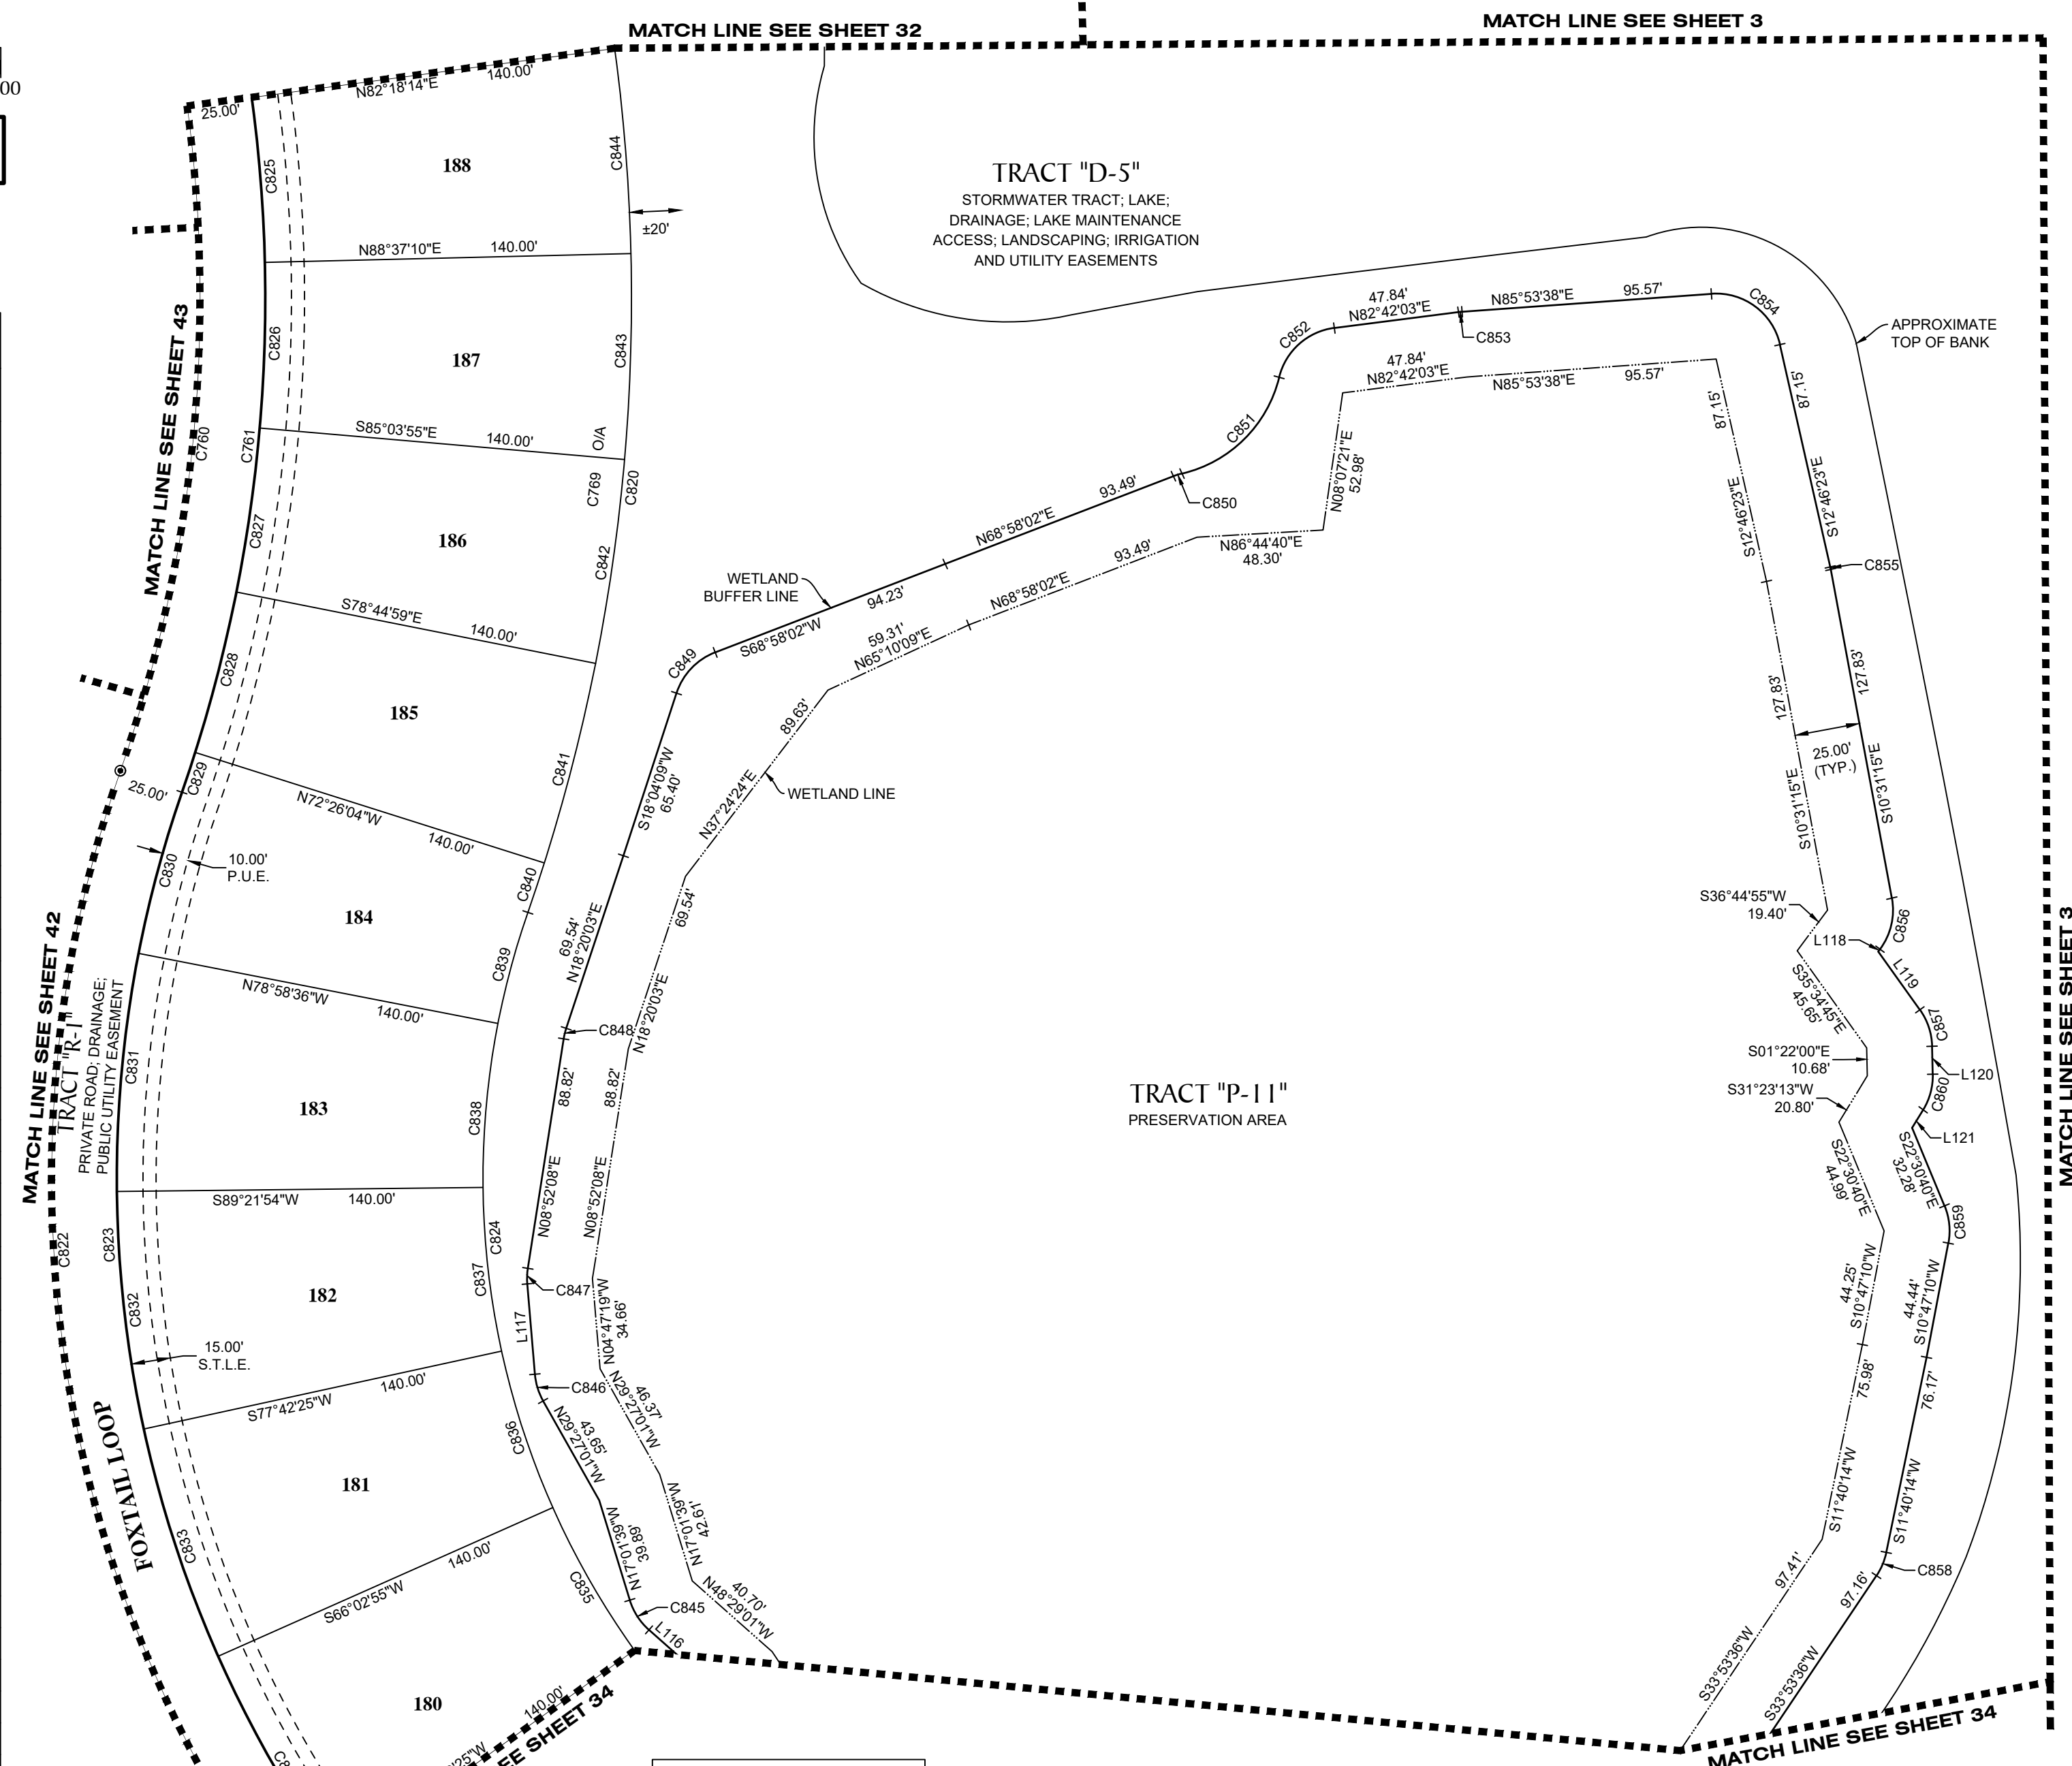 MATCH LINE SEE SHEET 32
MATCH LINE SEE SHEET 3
00
25.00'
N82°18'14"E
140.00'
C825
188
C844
±20'
TRACT "D-5"
STORMWATER TRACT; LAKE;
DRAINAGE; LAKE MAINTENANCE
ACCESS; LANDSCAPING; IRRIGATION
AND UTILITY EASEMENTS
N88°37'10"E
140.00'
MATCH LINE SEE SHEET 43
C826
187
C843
C760
C761
S85°03'55"E
140.00'
O/A
C769
C820
C827
186
C842
S78°44'59"E
140.00'
C828
185
C841
C829
25.00'
N72°26'04"W
140.00'
C830
10.00'
P.U.E.
184
C840
C839
MATCH LINE SEE SHEET 42
TRACT "R-1"
PRIVATE ROAD; DRAINAGE;
PUBLIC UTILITY EASEMENT
N78°58'36"W
140.00'
C831
183
C838
S89°21'54"W
140.00'
C822
C823
C824
C832
182
C837
15.00'
S.T.L.E.
S77°42'25"W
140.00'
FOXTAIL LOOP
C833
181
C836
S66°02'55"W
140.00'
C835
180
140.00'
'25"W
EE SHEET 34
C8
47.84'
N82°42'03"E
N85°53'38"E
95.57'
C852
C853
C854
APPROXIMATE
TOP OF BANK
47.84'
N82°42'03"E
N85°53'38"E
95.57'
87.15'
87.15'
C851
N08°07'21"E
52.98'
93.49'
C850
N68°58'02"E
S12°46'23"E
S12°46'23"E
93.49'
N86°44'40"E
48.30'
C855
WETLAND
BUFFER LINE
94.23'
N68°58'02"E
S68°58'02"W
59.31'
N65°10'09"E
C849
127.83'
127.83'
89.63'
25.00'
(TYP.)
S18°04'09"W
65.40'
WETLAND LINE
N37°24'24"E
S10°31'15"E
S10°31'15"E
S36°44'55"W
19.40'
C856
L118
69.54'
N18°20'03"E
69.54'
L119
S35°34'45"E
45.65'
MATCH LINE SEE SHEET 3
C848
N18°20'03"E
C857
S01°22'00"E
10.68'
L120
88.82'
88.82'
TRACT "P-11"
PRESERVATION AREA
S31°23'13"W
20.80'
C860
L121
S22°30'40"E
44.99'
S22°30'40"E
32.28'
N08°52'08"E
N08°52'08"E
C859
C847
L117
N04°47'19"W
34.66'
44.25'
S10°47'10"W
44.44'
S10°47'10"W
C846
46.37'
N29°27'01"W
43.65'
N29°27'01"W
75.98'
76.17'
S11°40'14"W
S11°40'14"W
N17°01'39"W
42.61'
N17°01'39"W
39.89'
C858
97.41'
97.16'
C845
L116
40.70'
N48°29'01"W
S33°53'36"W
S33°53'36"W
MATCH LINE SEE SHEET 34